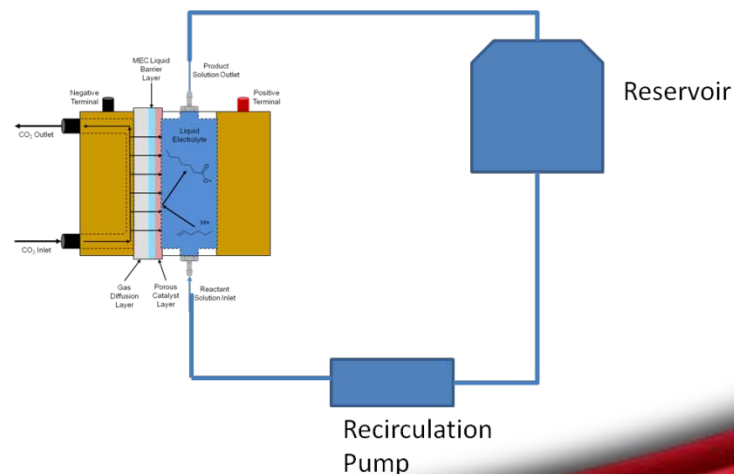 MEC Liquid
Barrier
Layer
Product
Solution Outlet
Negative
Terminal
Positive
Terminal
Reservoir
CO₂ Outlet
Liquid
Electrolyte
O
O-
H+
CO₂ Inlet
Gas
Diffusion
Layer
Porous
Catalyst
Layer
Reactant
Solution Inlet
Recirculation
Pump